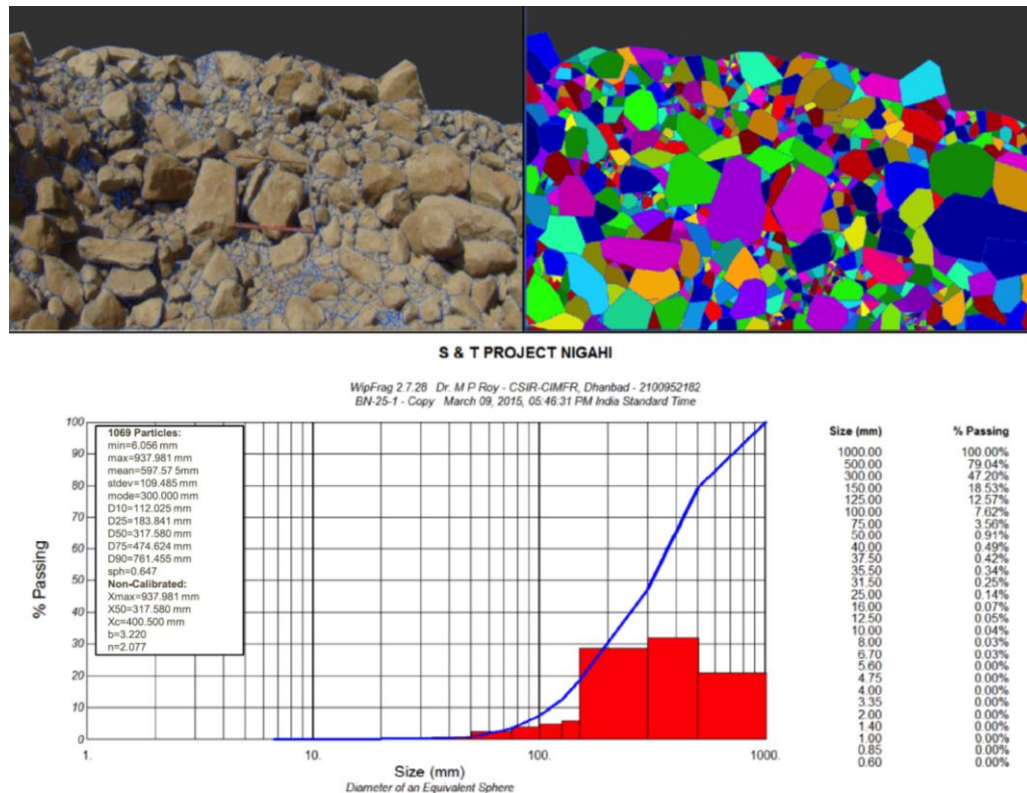 S & T PROJECT NIGAHI
WipFrag 2.7.28 Dr. M P Roy - CSIR-CIMFR, Dhanbad - 2100952182
BN-25-1 - Copy March 09, 2015, 05:46:31 PM India Standard Time
% Passing
100
90
80
70
60
50
40
30
20
10
0
1069 Particles:
min=6.056 mm
max=937.981 mm
mean=597.57 5mm
stdev=109.485 mm
mode=300.000 mm
D10=112.025 mm
D25=183.841 mm
D50=317.580 mm
D75=474.624 mm
D90=761.455 mm
sph=0.647
Non-Calibrated:
Xmax=937.981 mm
X50=317.580 mm
Xc=400.500 mm
b=3.220
n=2.077
1. 10. 100. 1000.
Size (mm)
Diameter of an Equivalent Sphere
Size (mm) % Passing
1000.00 100.00%
500.00 79.04%
300.00 47.20%
150.00 18.53%
125.00 12.57%
100.00 7.62%
75.00 3.56%
50.00 0.91%
40.00 0.49%
37.50 0.42%
35.50 0.34%
31.50 0.25%
25.00 0.14%
16.00 0.07%
12.50 0.05%
10.00 0.04%
8.00 0.03%
6.70 0.03%
5.60 0.00%
4.75 0.00%
4.00 0.00%
3.35 0.00%
2.00 0.00%
1.40 0.00%
1.00 0.00%
0.85 0.00%
0.60 0.00%